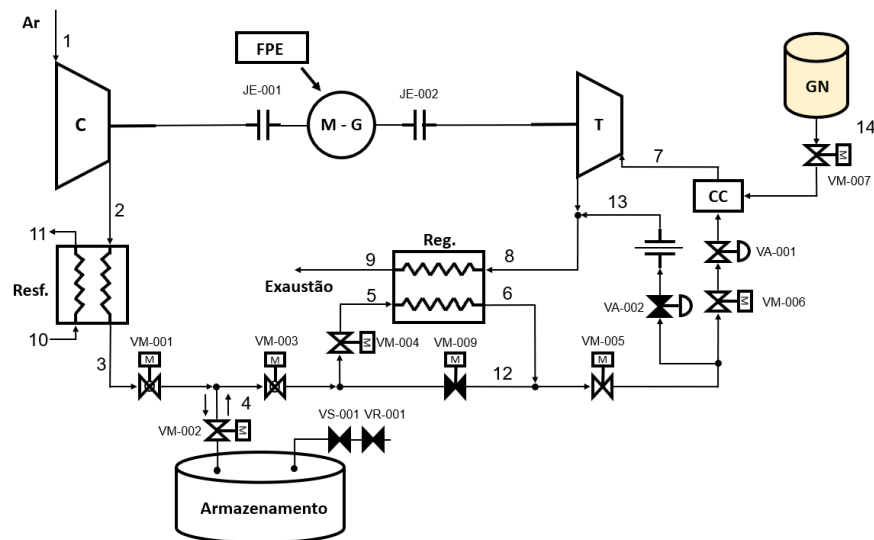 Ar
1
FPE
GN
JE-001
JE-002
C
M - G
T
14
7
M
VM-007
CC
2
13
11
Reg.
9
8
VA-001
Resf.
Exaustão
5
6
VA-002
M
VM-006
10
VM-001
VM-003
M
VM-004
VM-009
VM-005
3
M
M
M
M
12
4
VM-002
M
VS-001
VR-001
Armazenamento